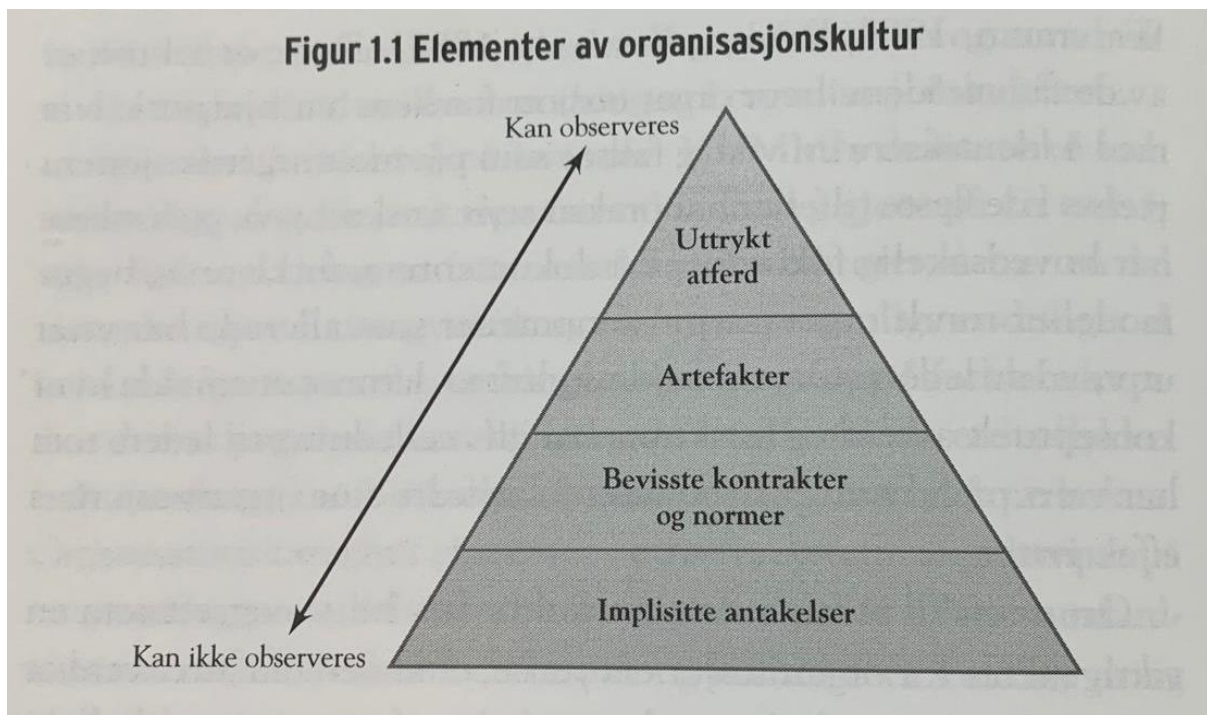 Figur 1.1 Elementer av organisasjonskultur
Kan observeres
Uttrykt
atferd
Artefakter
Bevisste kontrakter
og normer
Implisitte antakelser
Kan ikke observeres